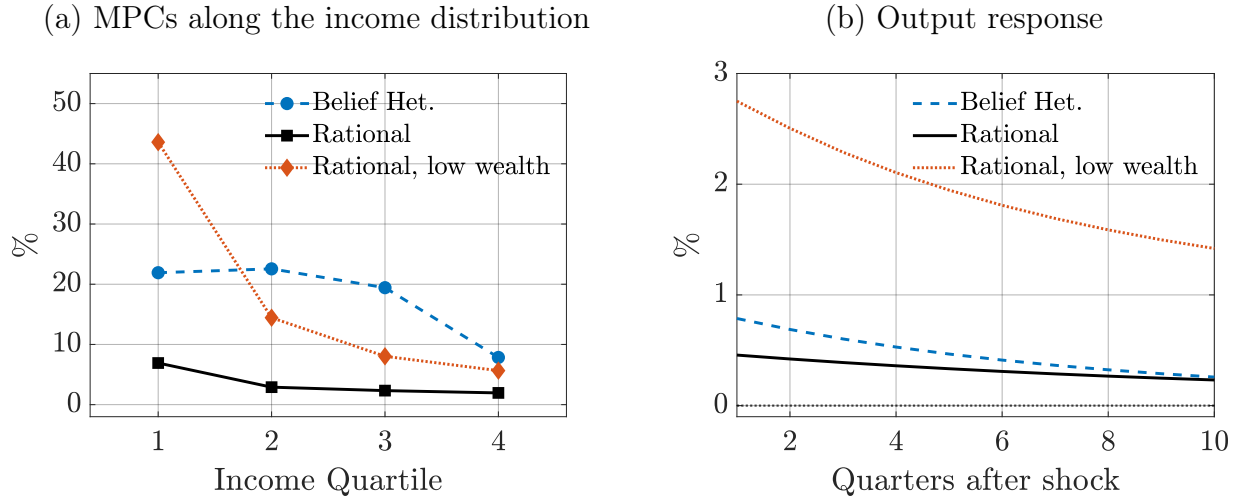 (a) MPCs along the income distribution
50
40
30
20
10
0
%
Belief Het.
Rational
Rational, low wealth
1 2 3 4
Income Quartile
(b) Output response
3
2
1
0
%
Belief Het.
Rational
Rational, low wealth
2 4 6 8 10
Quarters after shock